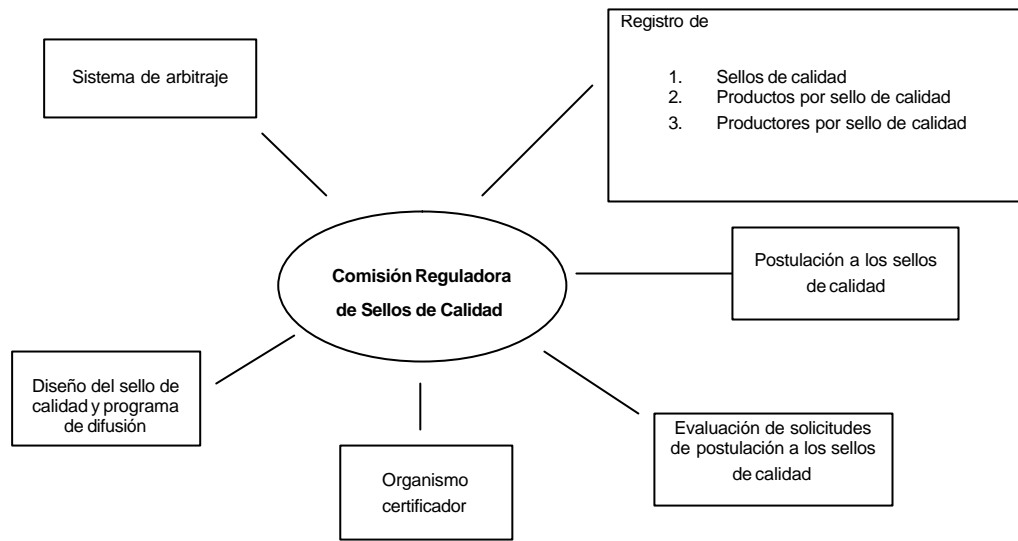 Registro de
1. Sellos de calidad
2. Productos por sello de calidad
3. Productores por sello de calidad
Sistema de arbitraje
Comisión Reguladora
de Sellos de Calidad
Postulación a los sellos
de calidad
Diseño del sello de
calidad y programa
de difusión
Organismo
certificador
Evaluación de solicitudes
de postulación a los sellos
de calidad